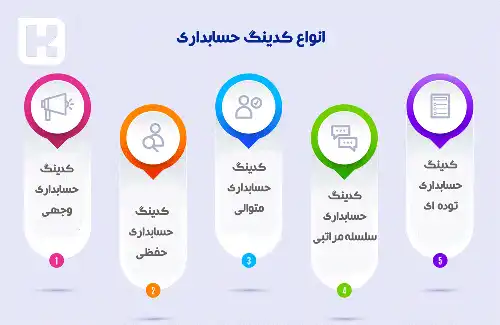 انواع کدینگ حسابداری
کدینگ
حسابداری
وجهی
1
کدینگ
حسابداری
حفظی
2
کدینگ
حسابداری
متوالی
3
کدینگ
حسابداری
سلسله مراتبی
4
کدینگ
حسابداری
توده ای
5